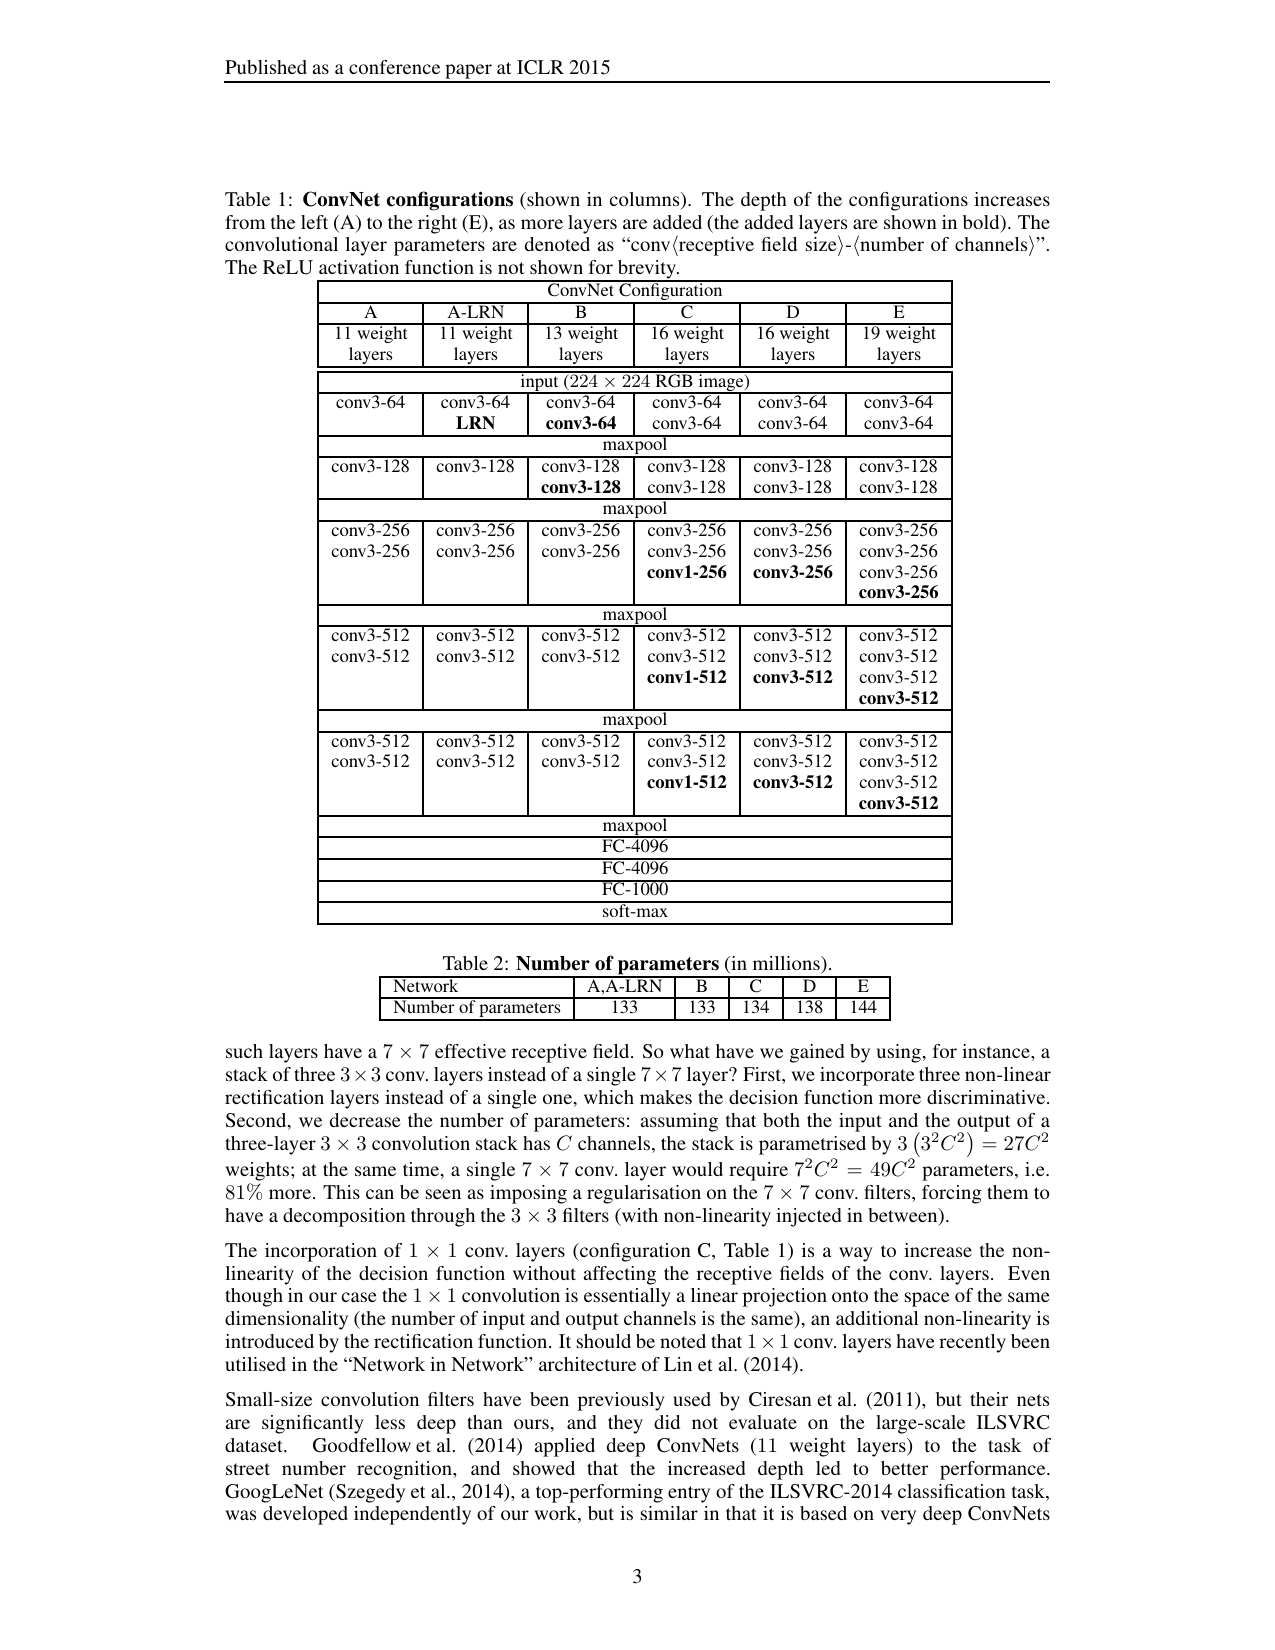 Published as a conference paper at ICLR 2015
Table 1: ConvNet configurations (shown in columns). The depth of the configurations increases
from the left (A) to the right (E), as more layers are added (the added layers are shown in bold). The
convolutional layer parameters are denoted as “conv⟨receptive field size⟩-⟨number of channels⟩”.
The ReLU activation function is not shown for brevity.
ConvNet Configuration
A A-LRN B C D E
11 weight 11 weight 13 weight 16 weight 16 weight 19 weight
layers layers layers layers layers layers
input (224 × 224 RGB image)
conv3-64 conv3-64 conv3-64 conv3-64 conv3-64 conv3-64
LRN conv3-64 conv3-64 conv3-64 conv3-64
maxpool
conv3-128 conv3-128 conv3-128 conv3-128 conv3-128 conv3-128
conv3-128 conv3-128 conv3-128 conv3-128
maxpool
conv3-256 conv3-256 conv3-256 conv3-256 conv3-256 conv3-256
conv3-256 conv3-256 conv3-256 conv3-256 conv3-256 conv3-256
conv1-256 conv3-256 conv3-256
conv3-256
maxpool
conv3-512 conv3-512 conv3-512 conv3-512 conv3-512 conv3-512
conv3-512 conv3-512 conv3-512 conv3-512 conv3-512 conv3-512
conv1-512 conv3-512 conv3-512
conv3-512
maxpool
conv3-512 conv3-512 conv3-512 conv3-512 conv3-512 conv3-512
conv3-512 conv3-512 conv3-512 conv3-512 conv3-512 conv3-512
conv1-512 conv3-512 conv3-512
conv3-512
maxpool
FC-4096
FC-4096
FC-1000
soft-max
Table 2: Number of parameters (in millions).
Network A,A-LRN B C D E
Number of parameters 133 133 134 138 144
such layers have a 7 × 7 effective receptive field. So what have we gained by using, for instance, a
stack of three 3×3 conv. layers instead of a single 7×7 layer? First, we incorporate three non-linear
rectification layers instead of a single one, which makes the decision function more discriminative.
Second, we decrease the number of parameters: assuming that both the input and the output of a
three-layer 3 × 3 convolution stack has C channels, the stack is parametrised by 3 (3²C²) = 27C²
weights; at the same time, a single 7 × 7 conv. layer would require 7²C² = 49C² parameters, i.e.
81% more. This can be seen as imposing a regularisation on the 7 × 7 conv. filters, forcing them to
have a decomposition through the 3 × 3 filters (with non-linearity injected in between).
The incorporation of 1 × 1 conv. layers (configuration C, Table 1) is a way to increase the non-
linearity of the decision function without affecting the receptive fields of the conv. layers. Even
though in our case the 1 × 1 convolution is essentially a linear projection onto the space of the same
dimensionality (the number of input and output channels is the same), an additional non-linearity is
introduced by the rectification function. It should be noted that 1×1 conv. layers have recently been
utilised in the “Network in Network” architecture of Lin et al. (2014).
Small-size convolution filters have been previously used by Ciresan et al. (2011), but their nets
are significantly less deep than ours, and they did not evaluate on the large-scale ILSVRC
dataset. Goodfellow et al. (2014) applied deep ConvNets (11 weight layers) to the task of
street number recognition, and showed that the increased depth led to better performance.
GoogLeNet (Szegedy et al., 2014), a top-performing entry of the ILSVRC-2014 classification task,
was developed independently of our work, but is similar in that it is based on very deep ConvNets
3